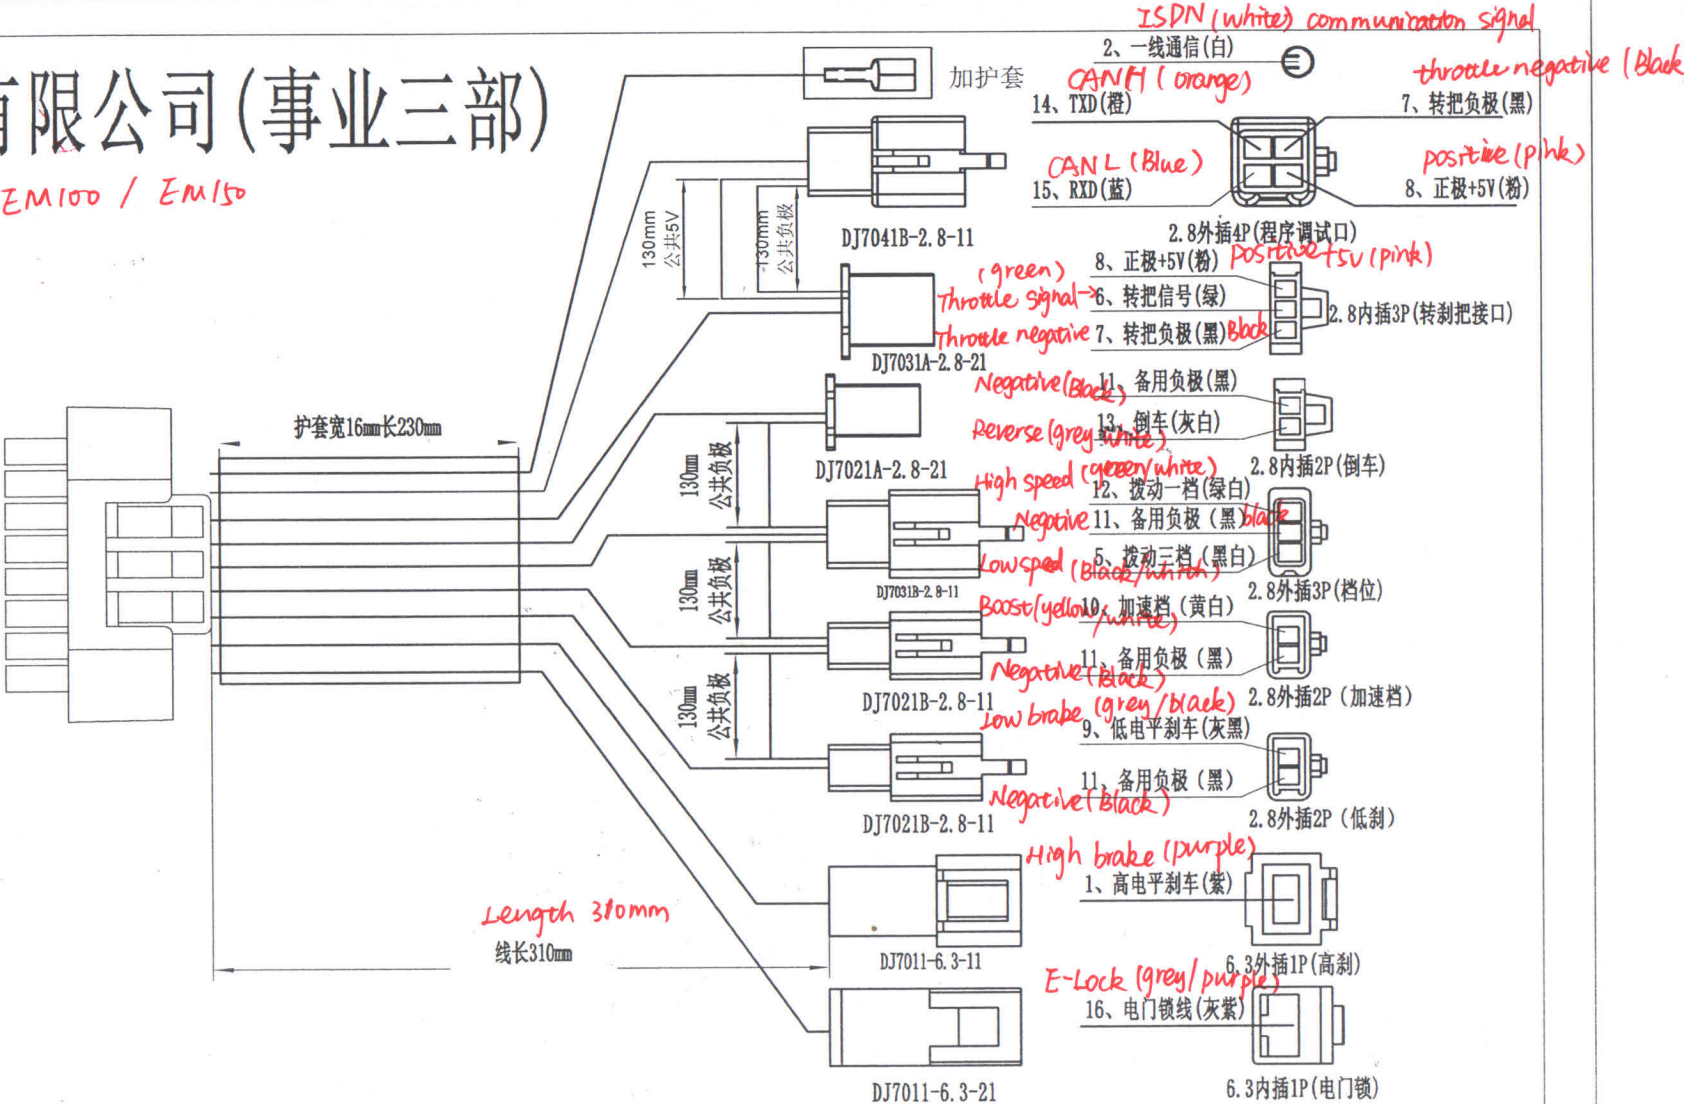 ISDN (white) communication signal
2、一线通信(白)
有限公司(事业三部)
加护套
CANH (orange)
throttle negative (Black
14、TXD(橙)
7、转把负极(黑)
EM100 / EM150
CANL (Blue)
positive (pink)
15、RXD(蓝)
8、正极+5V(粉)
130mm
公共5V
130mm
公共负极
DJ7041B-2.8-11
2.8外插4P(程序调试口)
8、正极+5V(粉)
positive +5V (pink)
(green)
Throttle signal→
6、转把信号(绿)
2.8内插3P(转刹把接口)
Throttle negative
7、转把负极(黑)
Black
DJ7031A-2.8-21
Negative (Black)
11、备用负极(黑)
护套宽16mm长230mm
13、倒车(灰白)
Reverse (grey white)
DJ7021A-2.8-21
2.8内插2P(倒车)
130mm
公共负极
High speed (green/white)
12、拨动一档(绿白)
Negative
11、备用负极(黑)
black
5、拨动三档(黑白)
Low sped (Black/whith)
DJ7031B-2.8-11
2.8外插3P(档位)
130mm
公共负极
Boost (yellow/white)
10、加速档(黄白)
11、备用负极(黑)
Negative (Black)
DJ7021B-2.8-11
2.8外插2P(加速档)
130mm
公共负极
Low brake (grey/black)
9、低电平刹车(灰黑)
11、备用负极(黑)
Negative (Black)
DJ7021B-2.8-11
2.8外插2P(低刹)
High brake (purple)
1、高电平刹车(紫)
Length 310mm
线长310mm
DJ7011-6.3-11
6.3外插1P(高刹)
E-Lock (grey/purple)
16、电门锁线(灰紫)
DJ7011-6.3-21
6.3内插1P(电门锁)